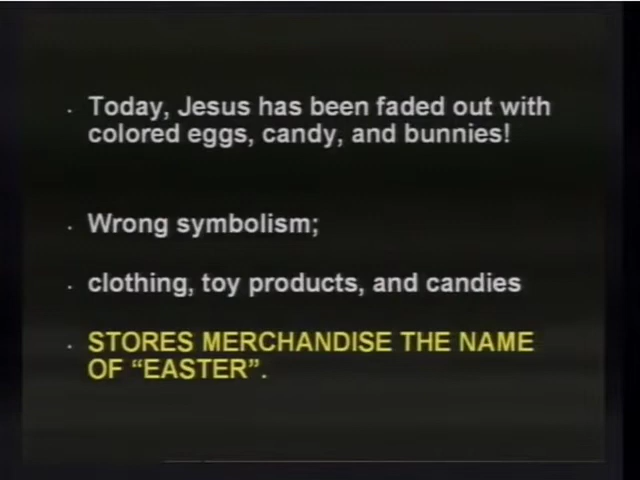 · Today, Jesus has been faded out with
colored eggs, candy, and bunnies!
· Wrong symbolism;
· clothing, toy products, and candies
· STORES MERCHANDISE THE NAME
OF “EASTER”.